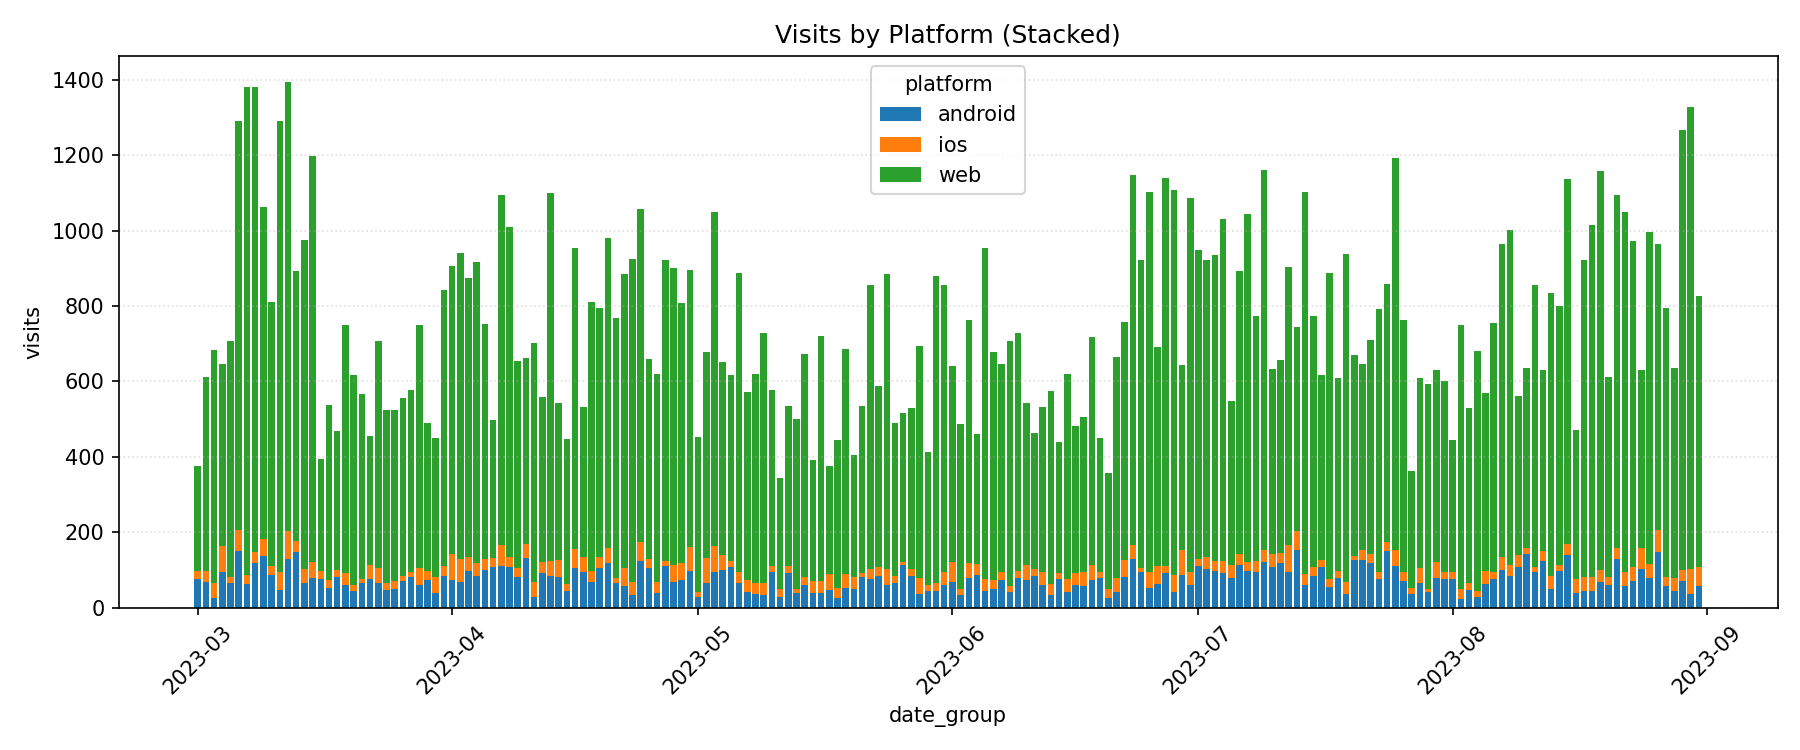 Visits by Platform (Stacked)
platform
android
ios
web
visits
1400
1200
1000
800
600
400
200
0
2023-03
2023-04
2023-05
2023-06
2023-07
2023-08
2023-09
date_group